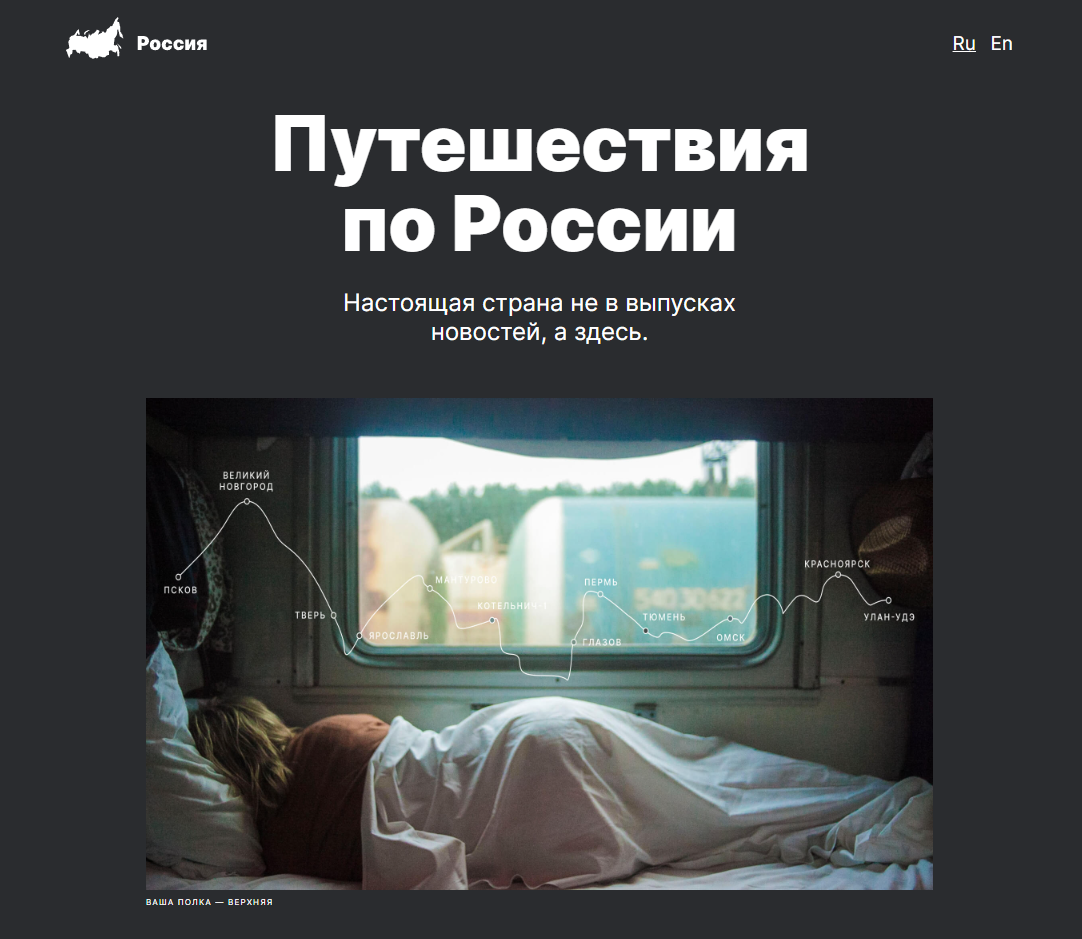 Россия
Ru En
Путешествия
по России
Настоящая страна не в выпусках
новостей, а здесь.
ВЕЛИКИЙ
НОВГОРОД
ПСКОВ
ТВЕРЬ
ЯРОСЛАВЛЬ
МАНТУРОВО
КОТЕЛЬНИЧ-1
ГЛАЗОВ
ПЕРМЬ
ТЮМЕНЬ
ОМСК
КРАСНОЯРСК
УЛАН-УДЭ
ВАША ПОЛКА — ВЕРХНЯЯ